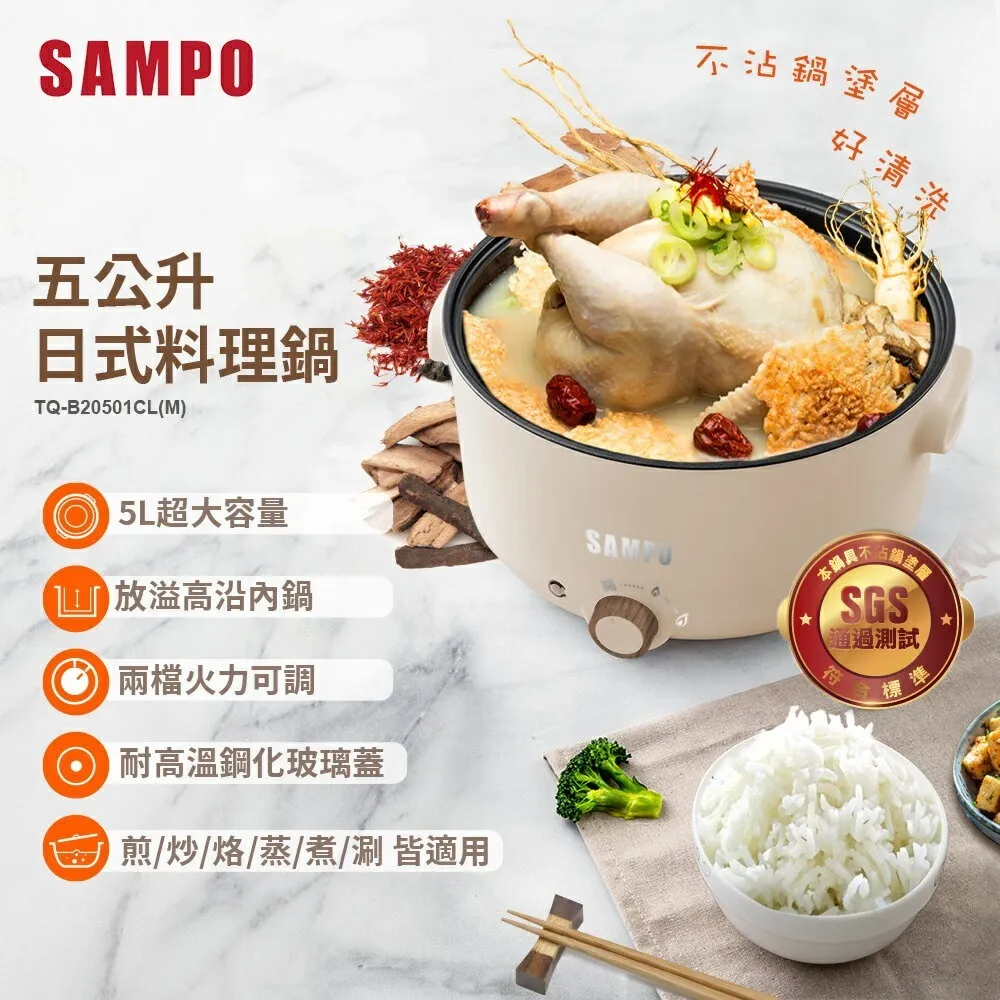 SAMPO
不沾鍋塗層
好清洗
五公升
日式料理鍋
TQ-B20501CL(M)
5L超大容量
放溢高沿內鍋
兩檔火力可調
耐高溫鋼化玻璃蓋
煎/炒/烙/蒸/煮/涮 皆適用
SAMPO
本鍋具不沾鍋塗層
SGS
通過測試
符合標準